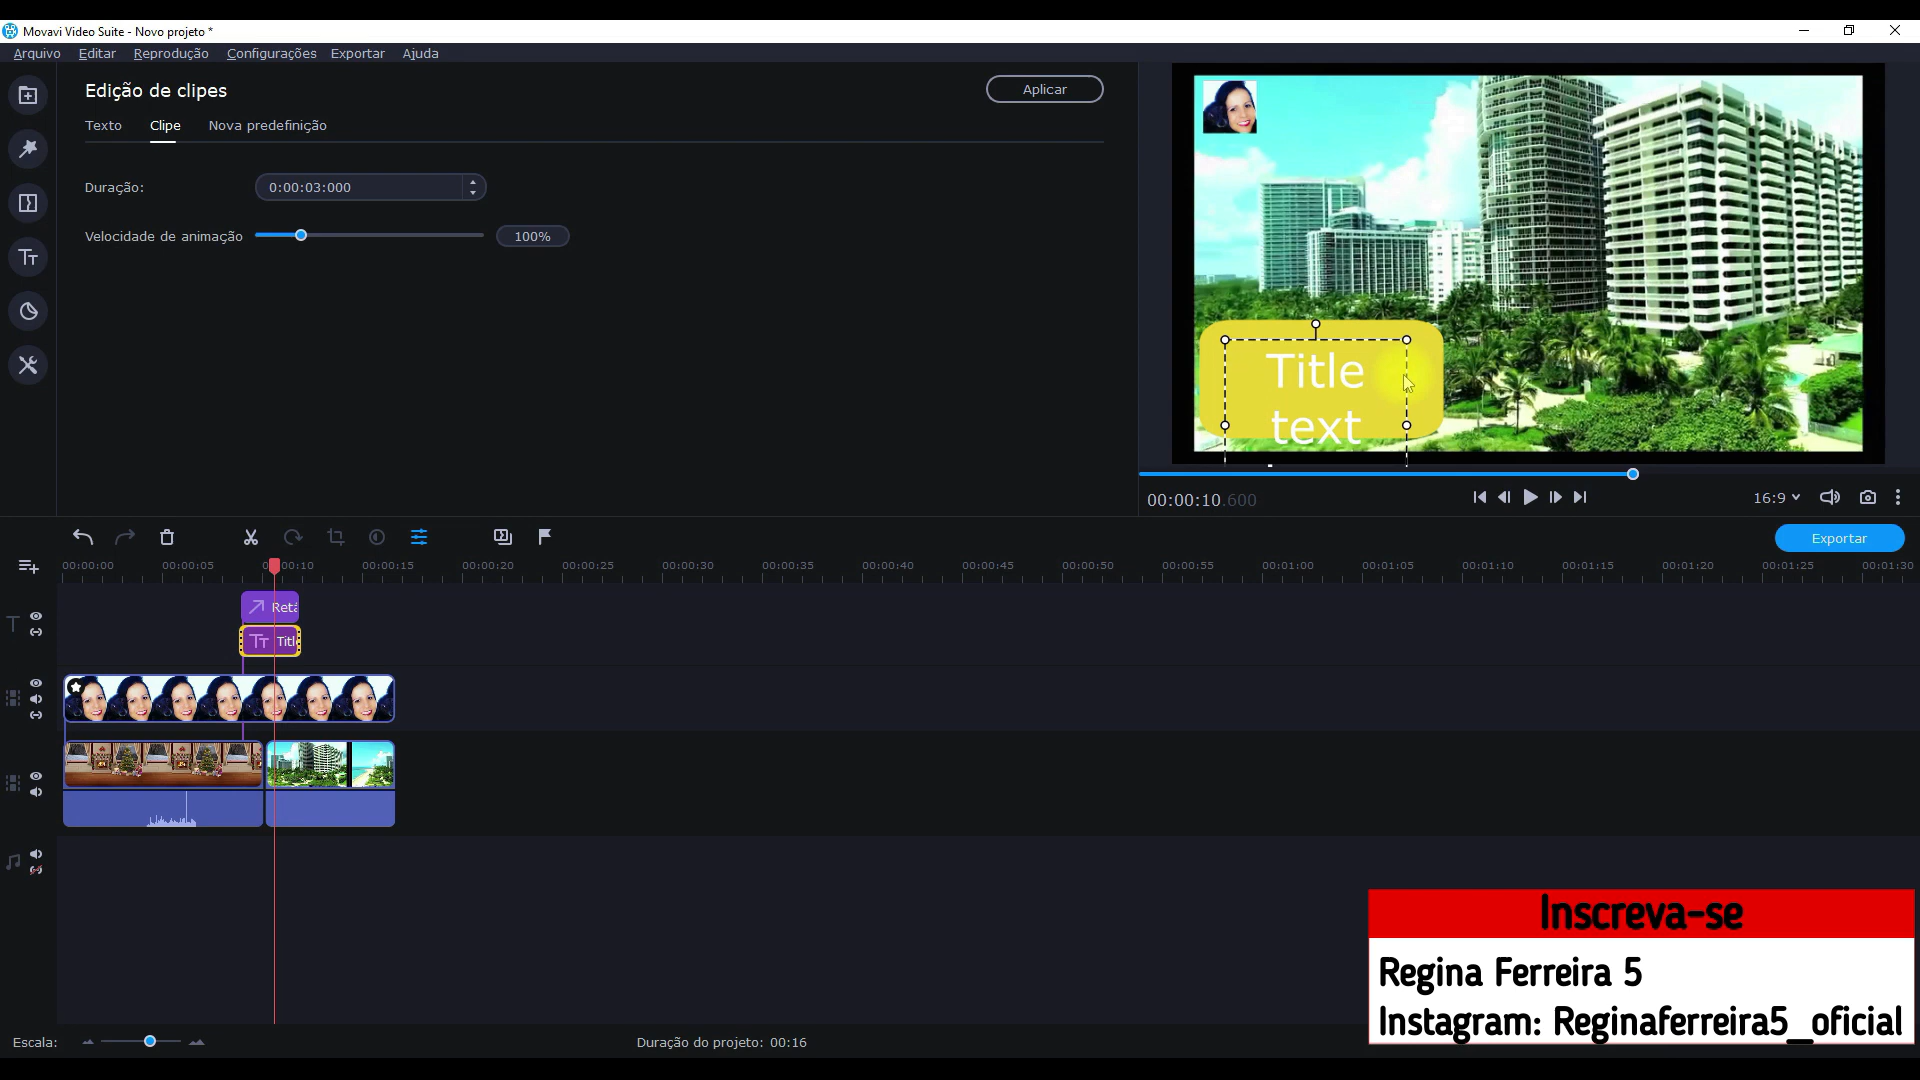 Movavi Video Suite - Novo projeto *
Arquivo Editar Reprodução Configurações Exportar Ajuda
Edição de clipes
Aplicar
Texto Clipe Nova predefinição
Duração: 0:00:03:000
Velocidade de animação 100%
Title
text
00:00:10.600
16:9
Exportar
00:00:00 00:00:05 00:00:10 00:00:15 00:00:20 00:00:25 00:00:30 00:00:35 00:00:40 00:00:45 00:00:50 00:00:55 00:01:00 00:01:05 00:01:10 00:01:15 00:01:20 00:01:25 00:01:30
Inscreva-se
Regina Ferreira 5
Instagram: Reginaferreira5_oficial
Escala:
Duração do projeto: 00:16